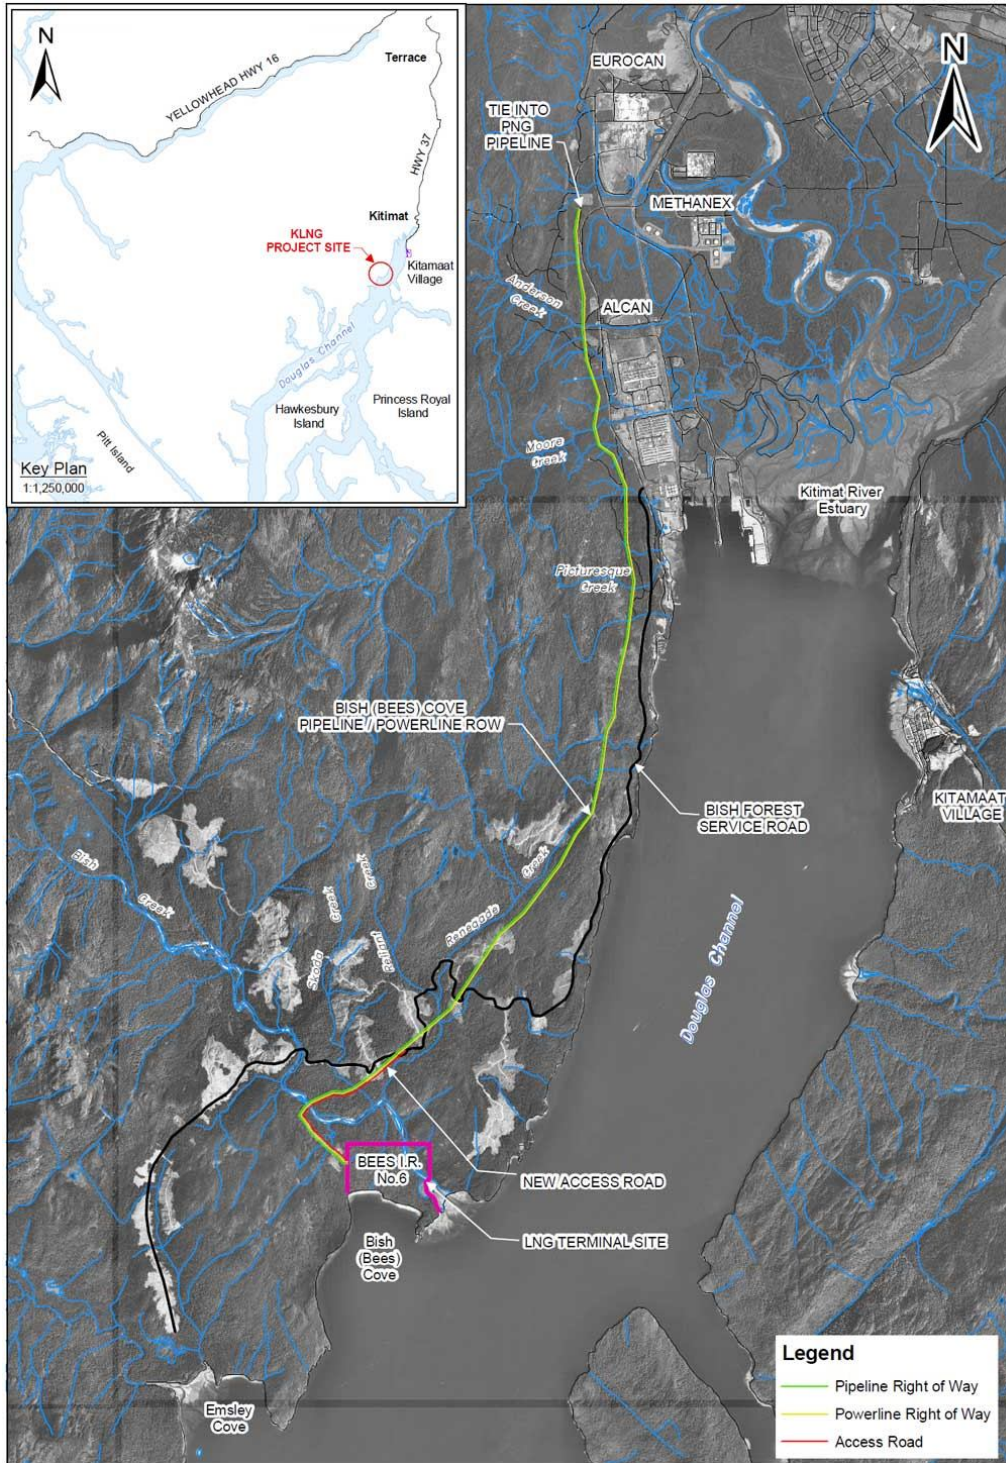 N
Terrace
YELLOWHEAD HWY 16
HWY 37
Kitimat
KLNG
PROJECT SITE
Kitamaat
Village
Douglas Channel
Hawkesbury
Island
Princess Royal
Island
Pitt Island
Key Plan
1:1,250,000
N
EUROCAN
TIE INTO
PNG
PIPELINE
METHANEX
Anderson
Creek
ALCAN
Moore
Creek
Kitimat River
Estuary
Picturesque
Creek
BISH (BEES) COVE
PIPELINE / POWERLINE ROW
BISH FOREST
SERVICE ROAD
KITAMAAT
VILLAGE
Bish
Creek
Skoda
Creek
Raliant
Creek
Renegade
Creek
Douglas Channel
BEES I.R.
No.6
NEW ACCESS ROAD
LNG TERMINAL SITE
Bish
(Bees)
Cove
Emsley
Cove
Legend
Pipeline Right of Way
Powerline Right of Way
Access Road